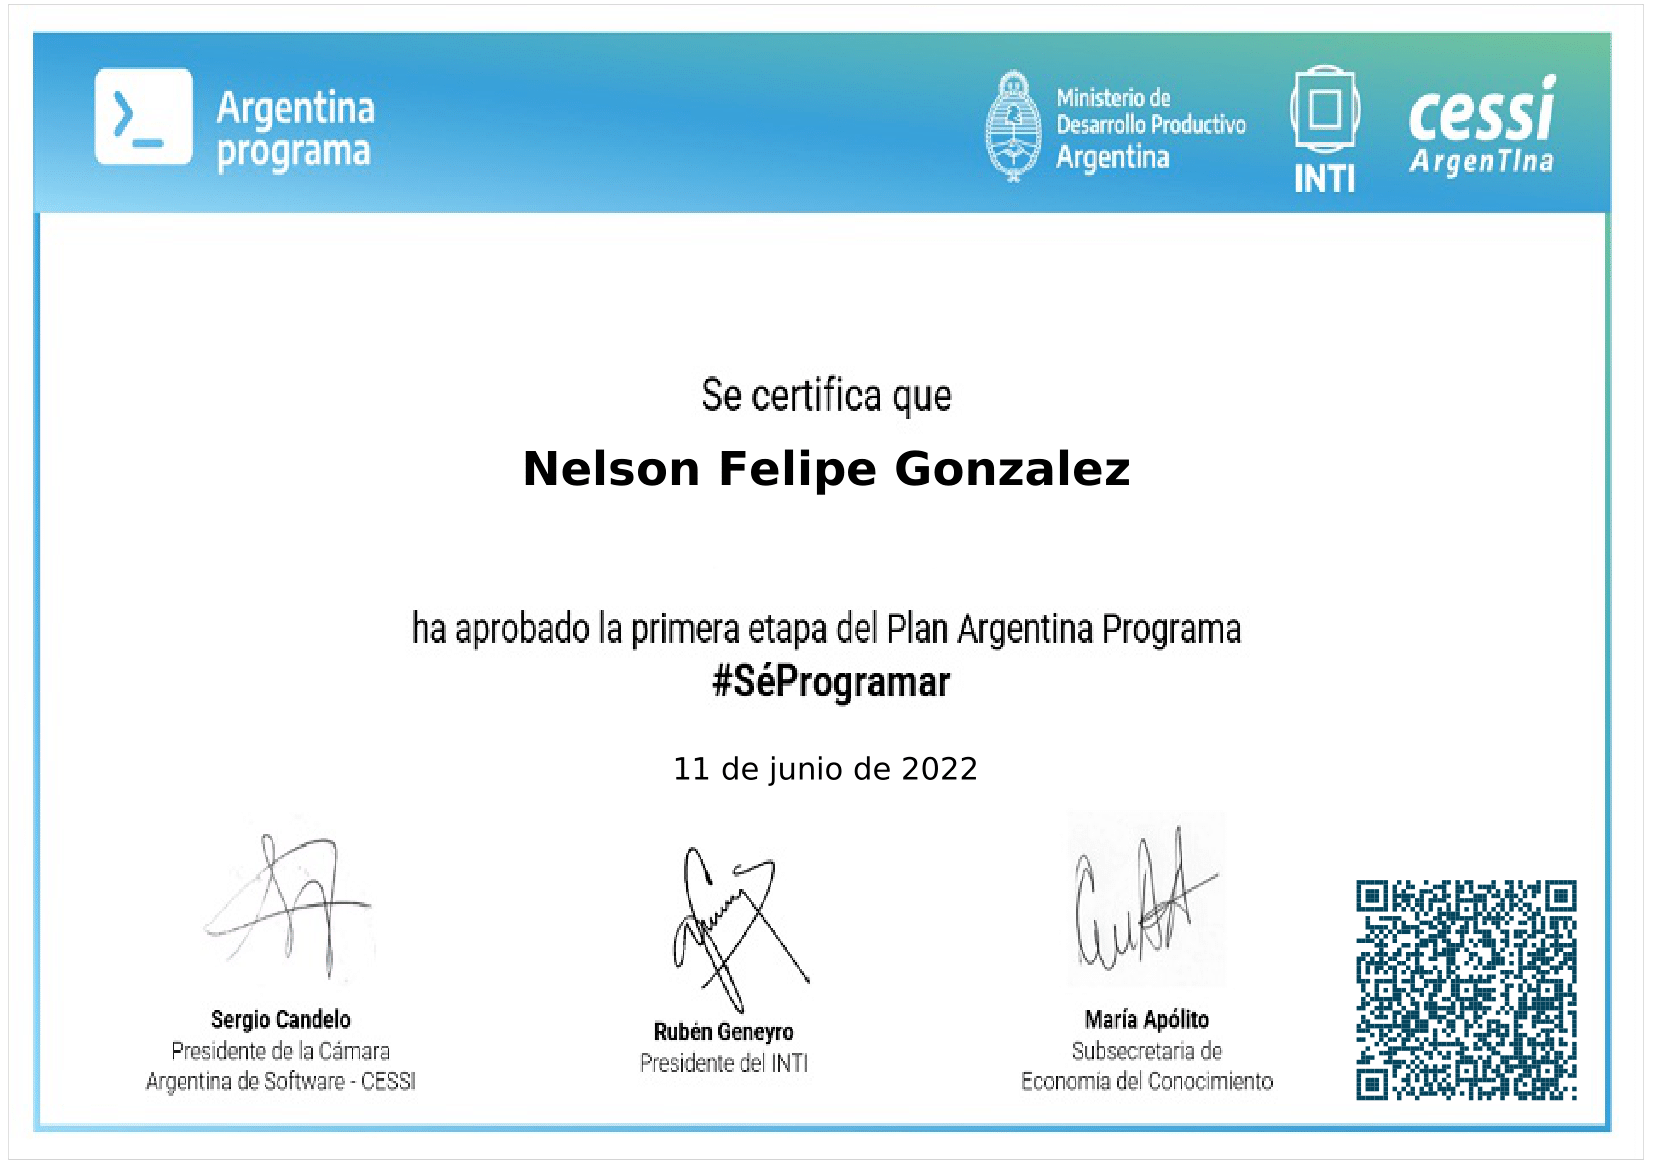 Argentina
programa
Ministerio de
Desarrollo Productivo
Argentina
INTI
cessi
ArgenTIna
Se certifica que
Nelson Felipe Gonzalez
ha aprobado la primera etapa del Plan Argentina Programa
#SéProgramar
11 de junio de 2022
Sergio Candelo
Presidente de la Cámara
Argentina de Software - CESSI
Rubén Geneyro
Presidente del INTI
María Apólito
Subsecretaria de
Economía del Conocimiento